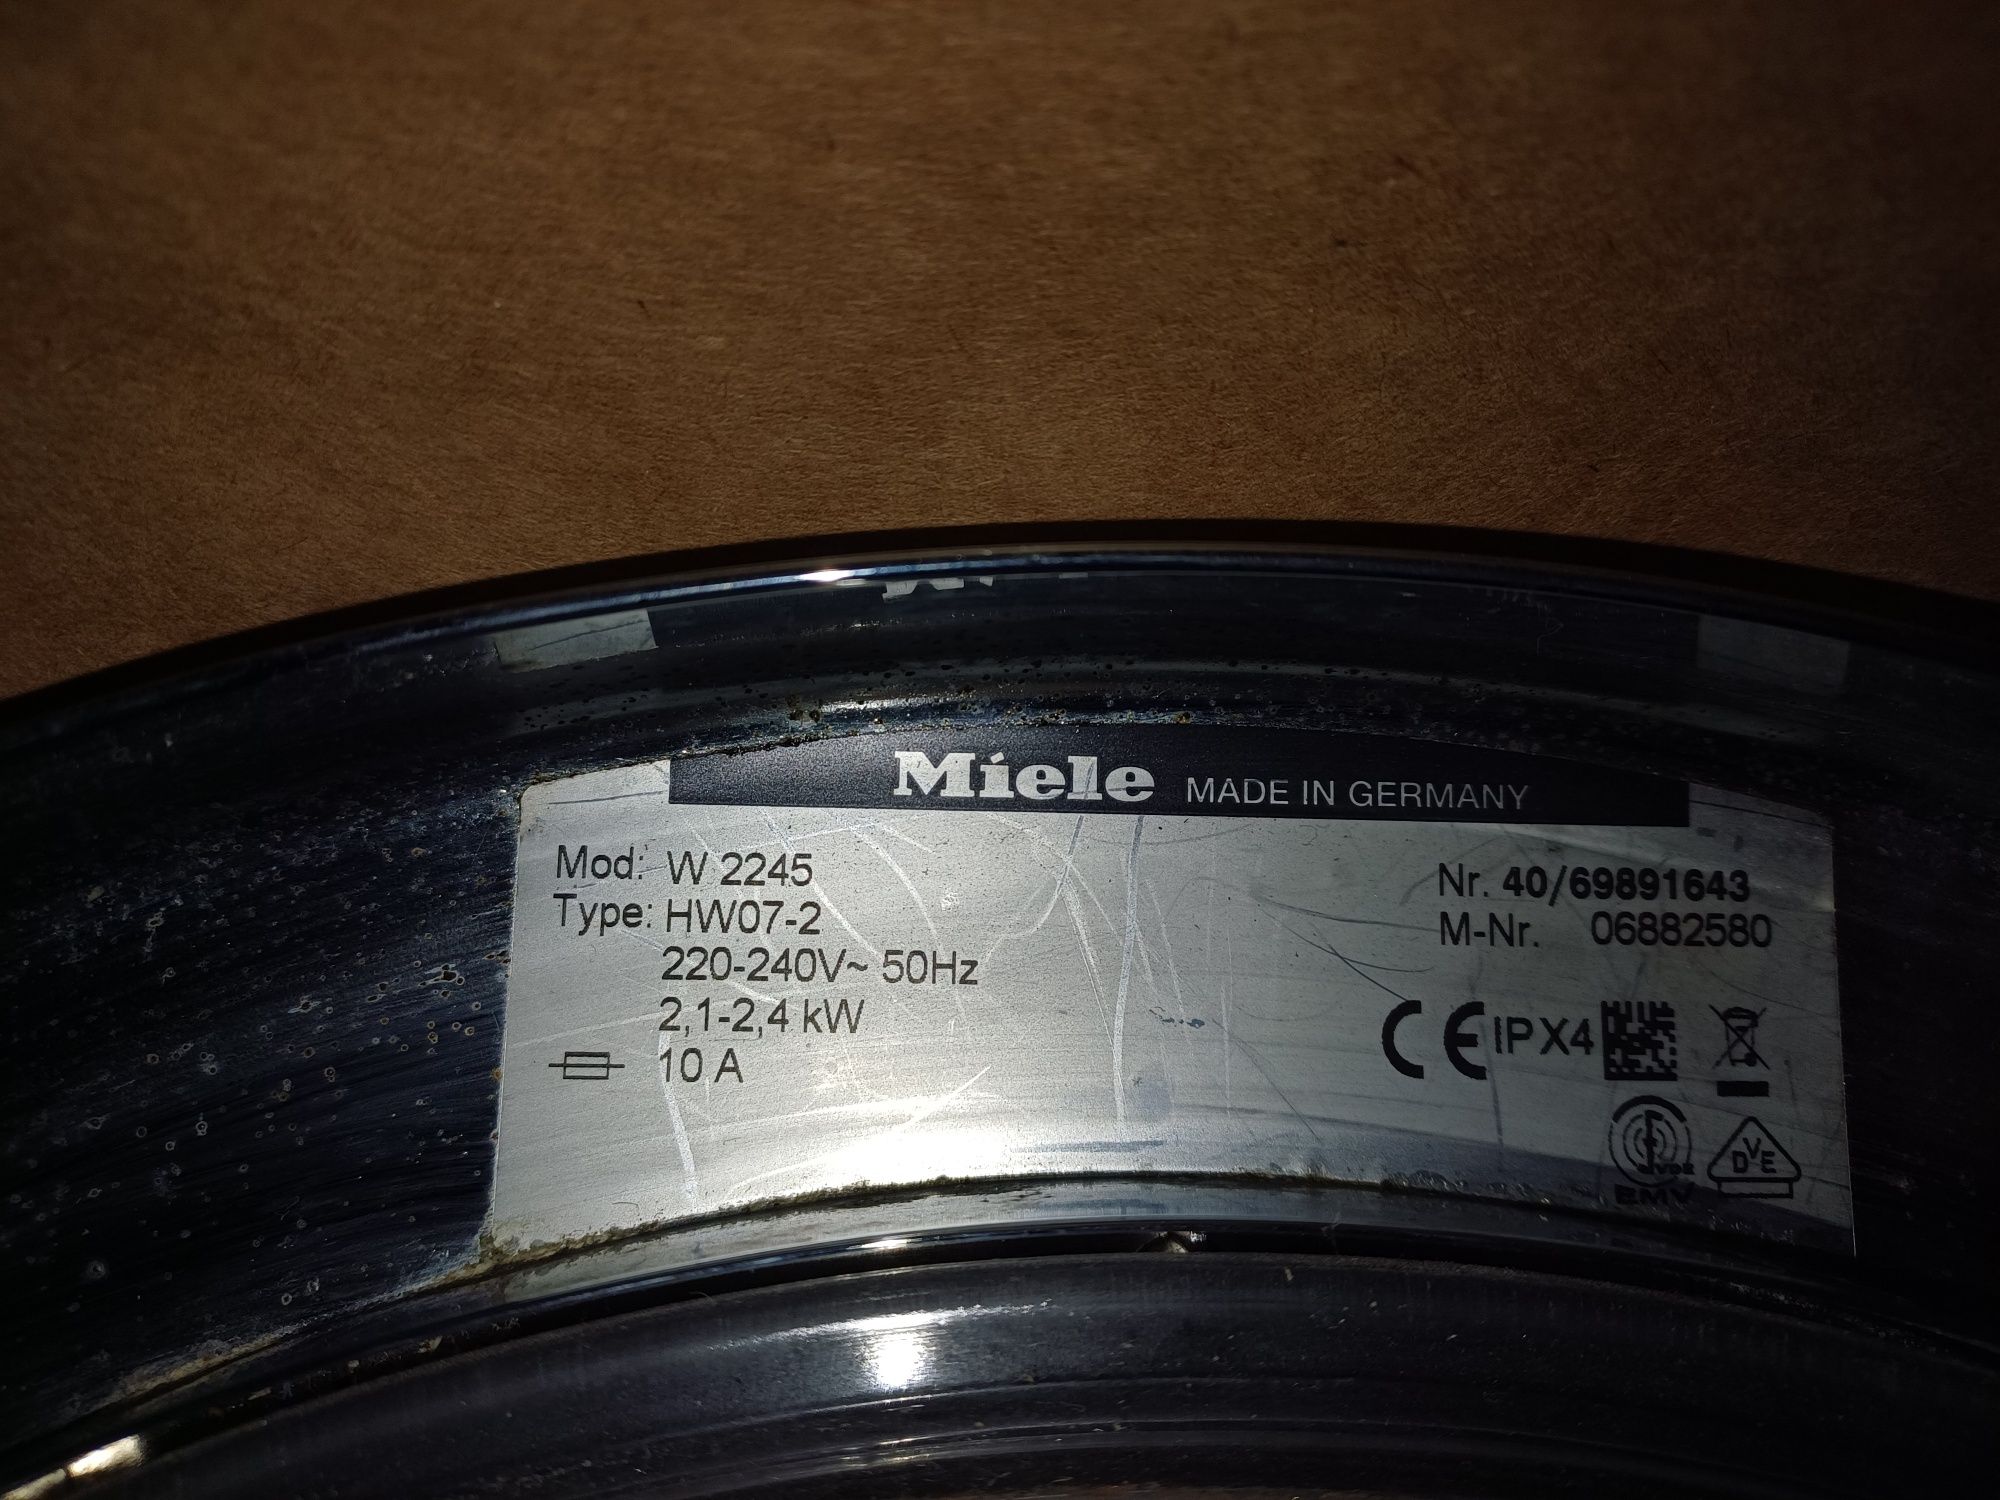 Miele MADE IN GERMANY
Mod: W 2245
Type: HW07-2
220-240V~ 50Hz
2,1-2,4 kW
10 A
Nr. 40/69891643
M-Nr. 06882580
CE IPX4
VDE
EMV
DVE